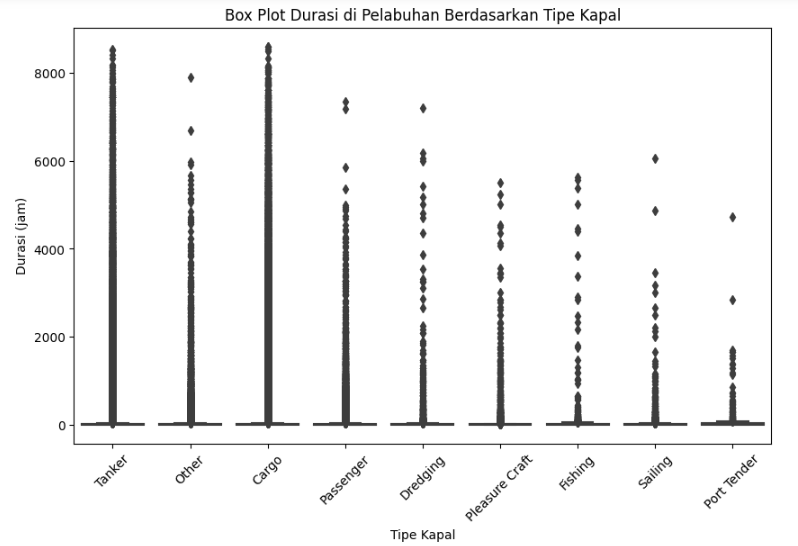 Box Plot Durasi di Pelabuhan Berdasarkan Tipe Kapal
Durasi (jam)
8000
6000
4000
2000
0
Tanker
Other
Cargo
Passenger
Dredging
Pleasure Craft
Fishing
Sailing
Port Tender
Tipe Kapal